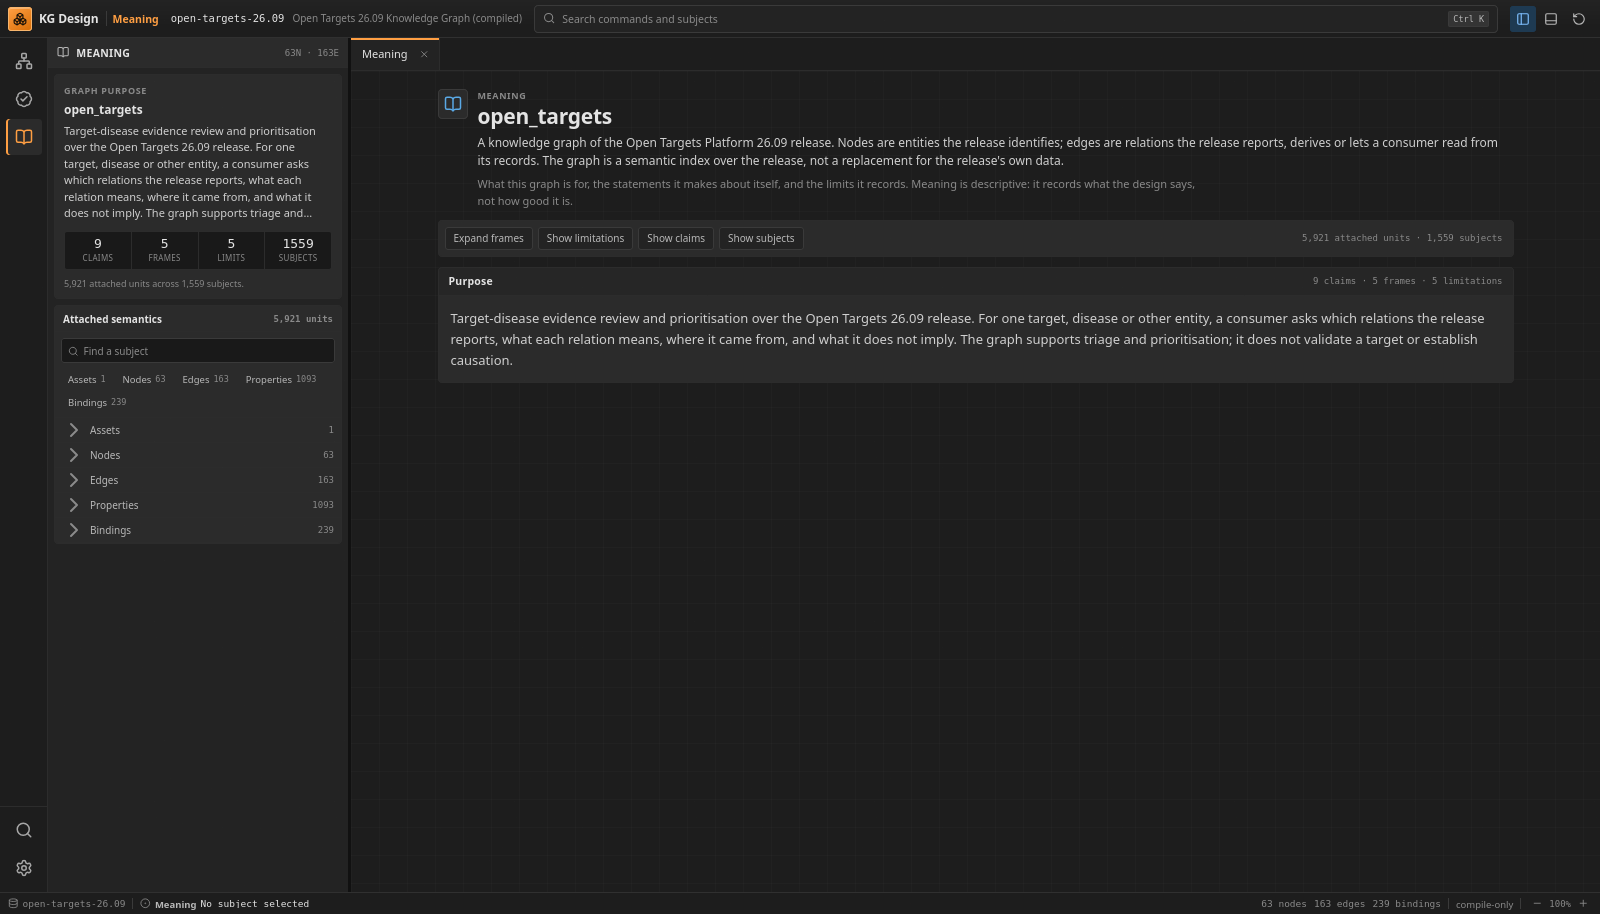 KG Design Meaning open-targets-26.09 Open Targets 26.09 Knowledge Graph (compiled) Search commands and subjects Ctrl K
MEANING 63N · 163E
GRAPH PURPOSE
open_targets
Target-disease evidence review and prioritisation
over the Open Targets 26.09 release. For one
target, disease or other entity, a consumer asks
which relations the release reports, what each
relation means, where it came from, and what it
does not imply. The graph supports triage and...
9 5 5 1559
CLAIMS FRAMES LIMITS SUBJECTS
5,921 attached units across 1,559 subjects.
Attached semantics 5,921 units
Find a subject
Assets 1 Nodes 63 Edges 163 Properties 1093
Bindings 239
Assets 1
Nodes 63
Edges 163
Properties 1093
Bindings 239
Meaning
MEANING
open_targets
A knowledge graph of the Open Targets Platform 26.09 release. Nodes are entities the release identifies; edges are relations the release reports, derives or lets a consumer read from
its records. The graph is a semantic index over the release, not a replacement for the release's own data.
What this graph is for, the statements it makes about itself, and the limits it records. Meaning is descriptive: it records what the design says,
not how good it is.
Expand frames Show limitations Show claims Show subjects 5,921 attached units · 1,559 subjects
Purpose 9 claims · 5 frames · 5 limitations
Target-disease evidence review and prioritisation over the Open Targets 26.09 release. For one target, disease or other entity, a consumer asks which relations the release
reports, what each relation means, where it came from, and what it does not imply. The graph supports triage and prioritisation; it does not validate a target or establish
causation.
open-targets-26.09 Meaning No subject selected 63 nodes 163 edges 239 bindings compile-only − 100% +